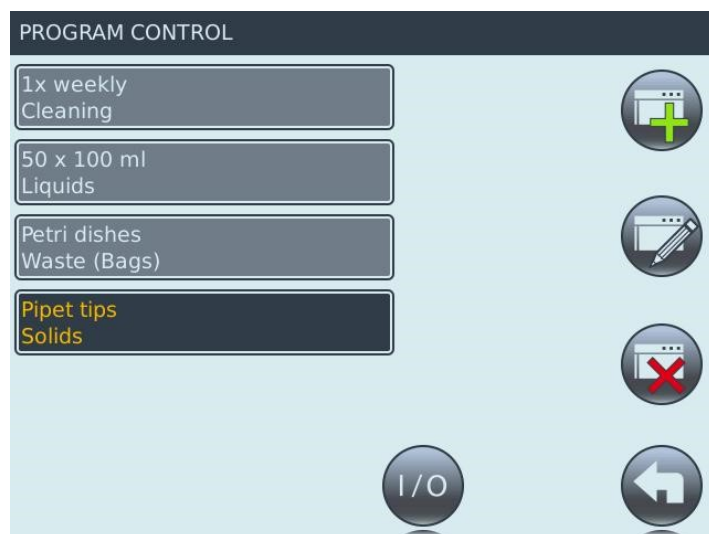 PROGRAM CONTROL
1x weekly
Cleaning
50 x 100 ml
Liquids
Petri dishes
Waste (Bags)
Pipet tips
Solids
I/O